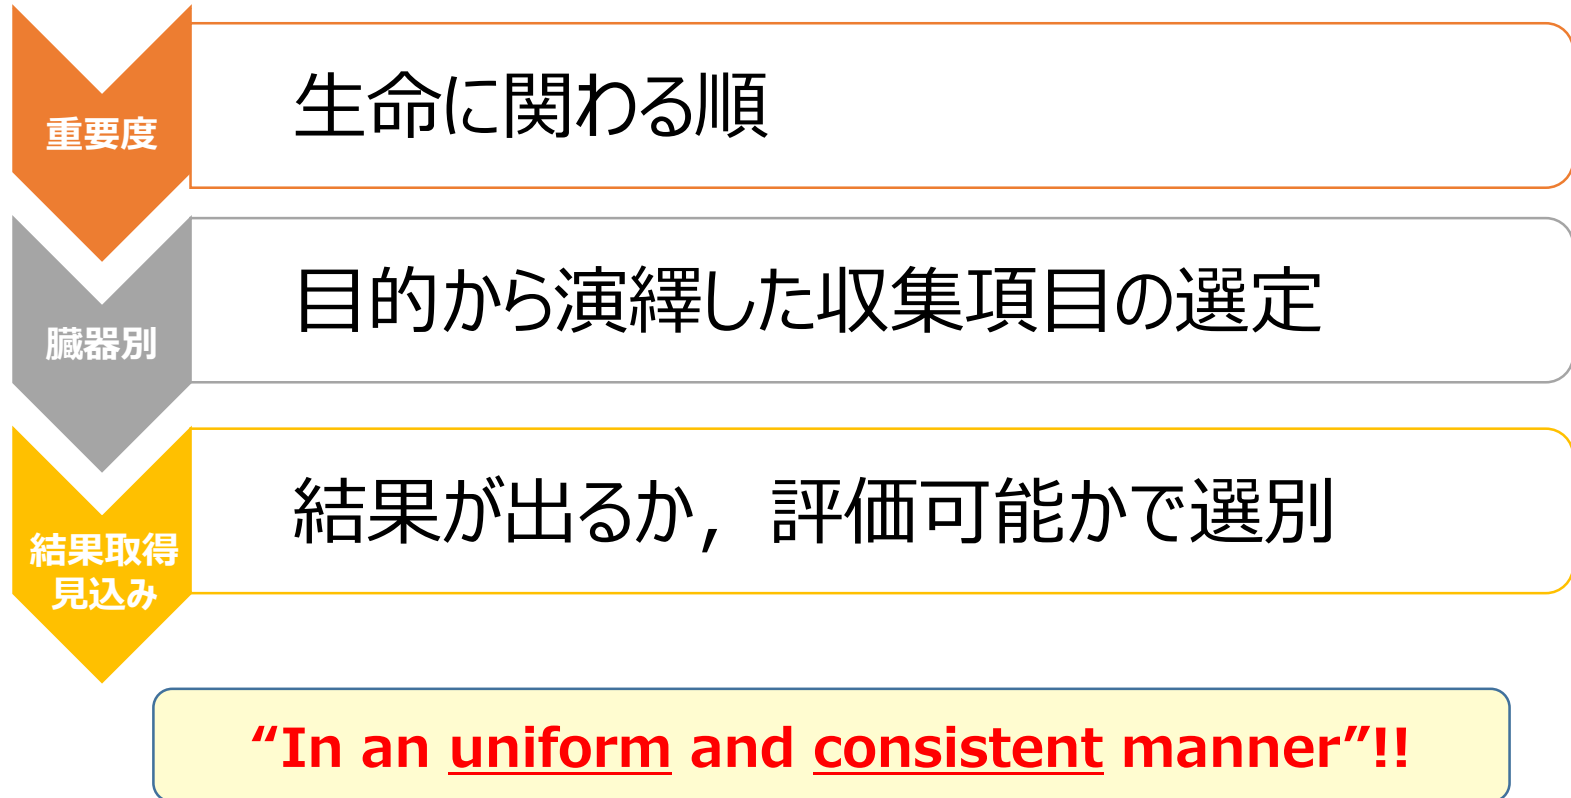 重要度
生命に関わる順
臓器別
目的から演繹した収集項目の選定
結果取得
見込み
結果が出るか，評価可能かで選別
“In an uniform and consistent manner”!!